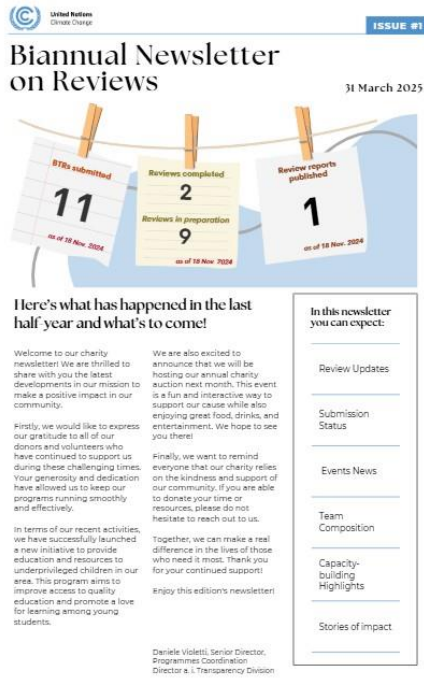 United Nations
Climate Change
ISSUE #1
Biannual Newsletter
on Reviews
31 March 2025
BTRs submitted
11
as of 18 Nov. 2024
Reviews completed
2
Reviews in preparation
9
as of 18 Nov 2024
Review reports
published
1
as of 18 Nov. 2024
Here's what has happened in the last
half-year and what's to come!
Welcome to our charity
newsletter! We are thrilled to
share with you the latest
developments in our mission to
make a positive impact in our
community.
Firstly, we would like to express
our gratitude to all of our
donors and volunteers who
have continued to support us
during these challenging times.
Your generosity and dedication
have allowed us to keep our
programs running smoothly
and effectively.
In terms of our recent activities,
we have successfully launched
a new initiative to provide
education and resources to
underprivileged children in our
area. This program aims to
improve access to quality
education and promote a love
for learning among young
students.
We are also excited to
announce that we will be
hosting our annual charity
auction next month. This event
is a fun and interactive way to
support our cause while also
enjoying great food, drinks, and
entertainment. We hope to see
you there!
Finally, we want to remind
everyone that our charity relies
on the kindness and support of
our community. If you are able
to donate your time or
resources, please do not
hesitate to reach out to us.
Together, we can make a real
difference in the lives of those
who need it most. Thank you
for your continued support!
Enjoy this edition's newsletter!
Daniele Violetti, Senior Director,
Programmes Coordination
Director a. i. Transparency Division
In this newsletter
you can expect:
Review Updates
Submission
Status
Events News
Team
Composition
Capacity-
building
Highlights
Stories of impact